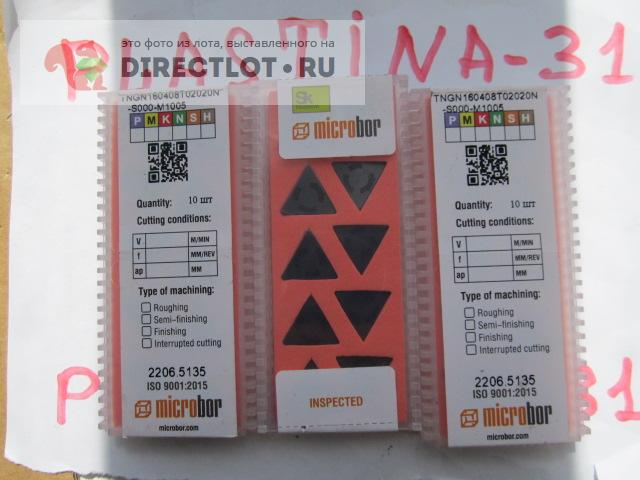 PLASTINA-31
это фото из лота, выставленного на
DIRECTLOT.RU
TNGN160408T02020N
-S000-M1005
P M K N S H
Quantity: 10 шт
Cutting conditions:
V M/MIN
f MM/REV
ap MM
Type of machining:
Roughing
Semi-finishing
Finishing
Interrupted cutting
2206.5135
ISO 9001:2015
microbor
microbor.com
Sk
microbor
INSPECTED
TNGN160408T02020N
-S000-M1005
P M K N S H
Quantity: 10 шт
Cutting conditions:
V M/MIN
f MM/REV
ap MM
Type of machining:
Roughing
Semi-finishing
Finishing
Interrupted cutting
2206.5135
ISO 9001:2015
microbor
microbor.com
P
31